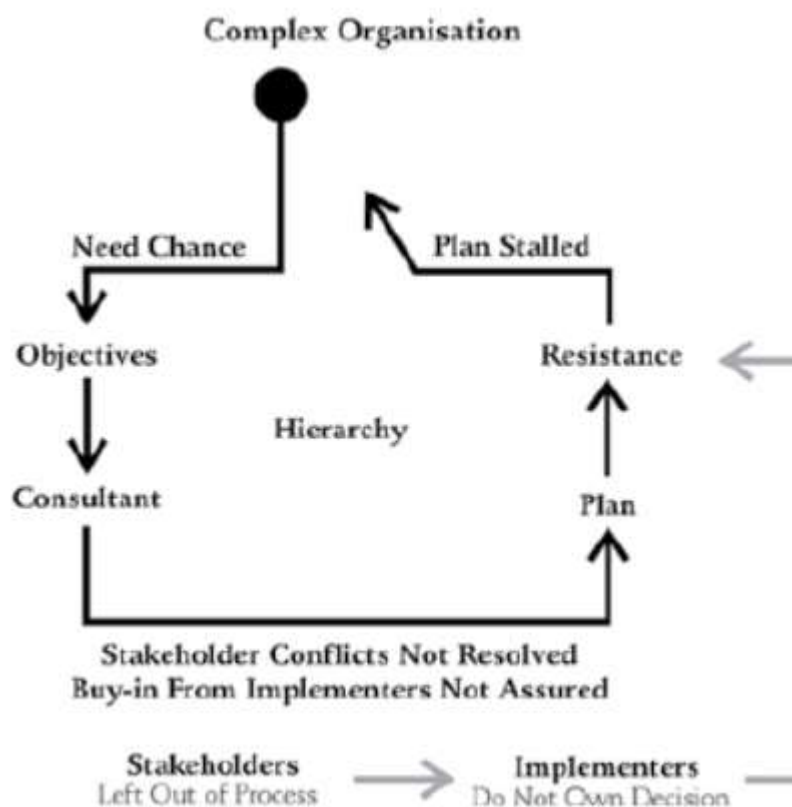 Complex Organisation
Need Chance
Plan Stalled
Objectives
Resistance
Hierarchy
Consultant
Plan
Stakeholder Conflicts Not Resolved
Buy-in From Implementers Not Assured
Stakeholders
Left Out of Process
Implementers
Do Not Own Decision